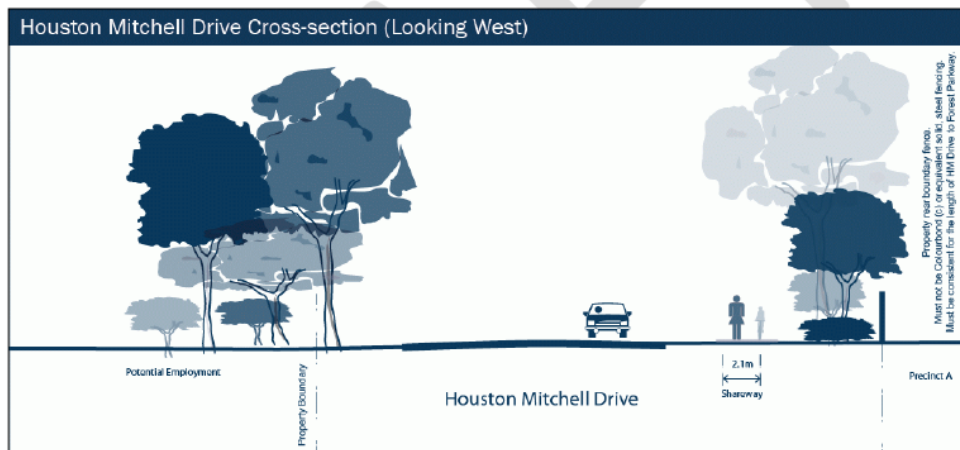 Houston Mitchell Drive Cross-section (Looking West)
Property rear boundary fence.
Must not be Colourbond (c) or equivalent solid, steel fencing.
Must be consistent for the length of HM Drive to Forest Parkway.
Potential Employment
Property Boundary
Houston Mitchell Drive
2.1m
Shareway
Precinct A